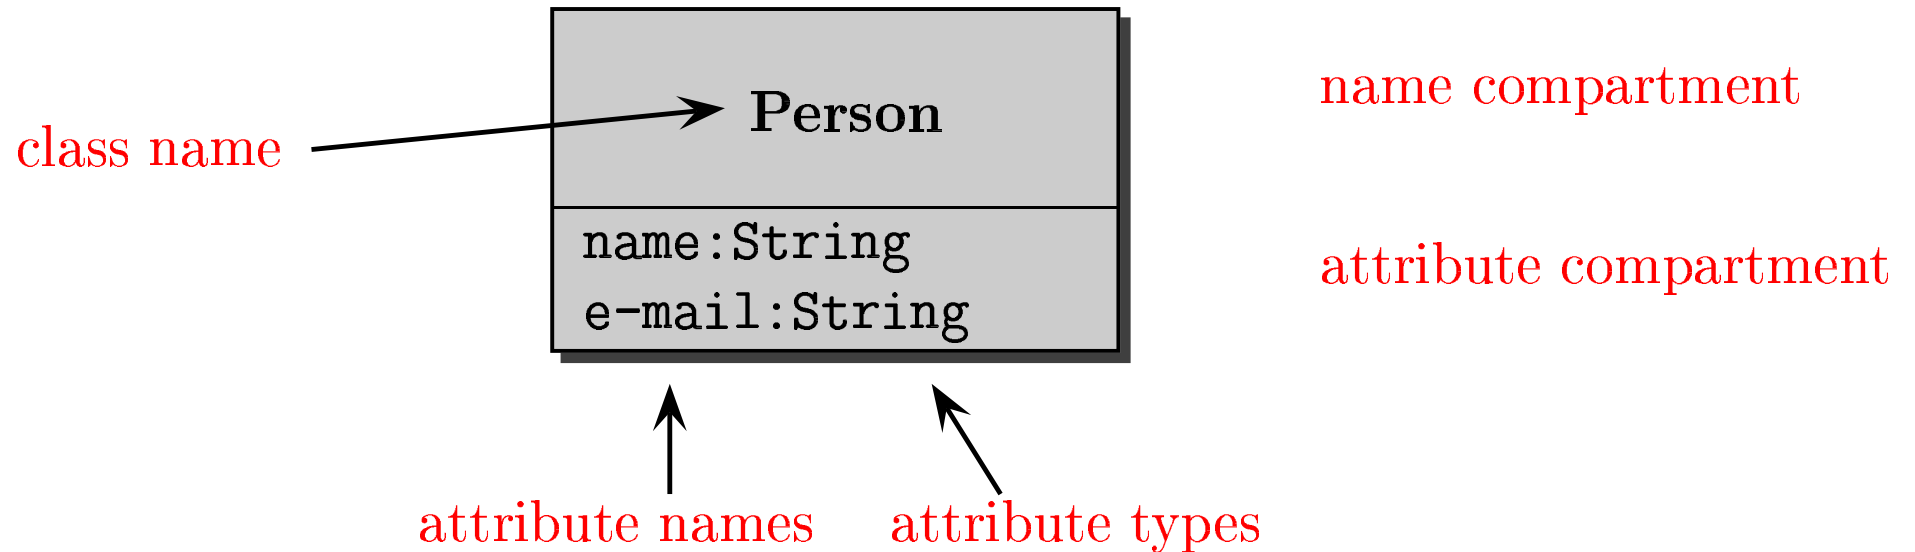 name compartment
Person
class name
name:String
attribute compartment
e-mail:String
attribute names
attribute types